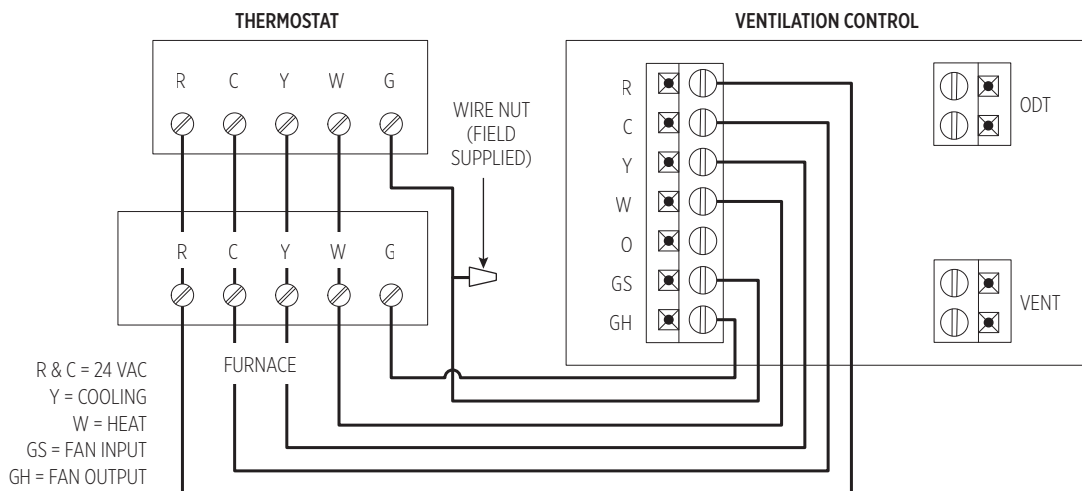 THERMOSTAT
R C Y W G
WIRE NUT
(FIELD
SUPPLIED)
R C Y W G
FURNACE
R & C = 24 VAC
Y = COOLING
W = HEAT
GS = FAN INPUT
GH = FAN OUTPUT
VENTILATION CONTROL
R
C
Y
W
O
GS
GH
ODT
VENT